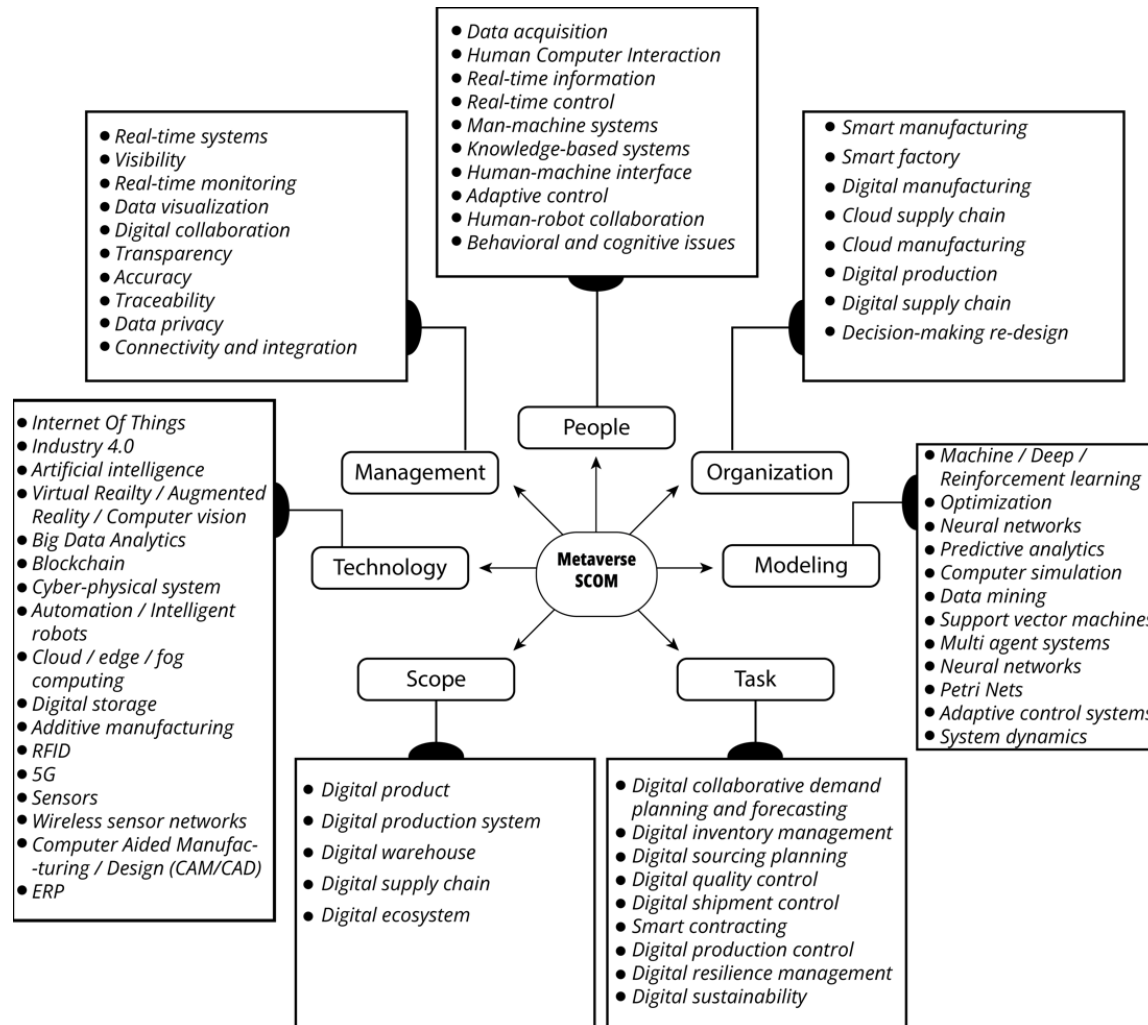 ● Data acquisition
● Human Computer Interaction
● Real-time information
● Real-time control
● Man-machine systems
● Knowledge-based systems
● Human-machine interface
● Adaptive control
● Human-robot collaboration
● Behavioral and cognitive issues
● Real-time systems
● Visibility
● Real-time monitoring
● Data visualization
● Digital collaboration
● Transparency
● Accuracy
● Traceability
● Data privacy
● Connectivity and integration
● Smart manufacturing
● Smart factory
● Digital manufacturing
● Cloud supply chain
● Cloud manufacturing
● Digital production
● Digital supply chain
● Decision-making re-design
People
Management
Organization
Technology
Metaverse
SCOM
Modeling
Scope
Task
● Internet Of Things
● Industry 4.0
● Artificial intelligence
● Virtual Reailty / Augmented
Reality / Computer vision
● Big Data Analytics
● Blockchain
● Cyber-physical system
● Automation / Intelligent
robots
● Cloud / edge / fog
computing
● Digital storage
● Additive manufacturing
● RFID
● 5G
● Sensors
● Wireless sensor networks
● Computer Aided Manufac-
-turing / Design (CAM/CAD)
● ERP
● Machine / Deep /
Reinforcement learning
● Optimization
● Neural networks
● Predictive analytics
● Computer simulation
● Data mining
● Support vector machines
● Multi agent systems
● Neural networks
● Petri Nets
● Adaptive control systems
● System dynamics
● Digital product
● Digital production system
● Digital warehouse
● Digital supply chain
● Digital ecosystem
● Digital collaborative demand
planning and forecasting
● Digital inventory management
● Digital sourcing planning
● Digital quality control
● Digital shipment control
● Smart contracting
● Digital production control
● Digital resilience management
● Digital sustainability